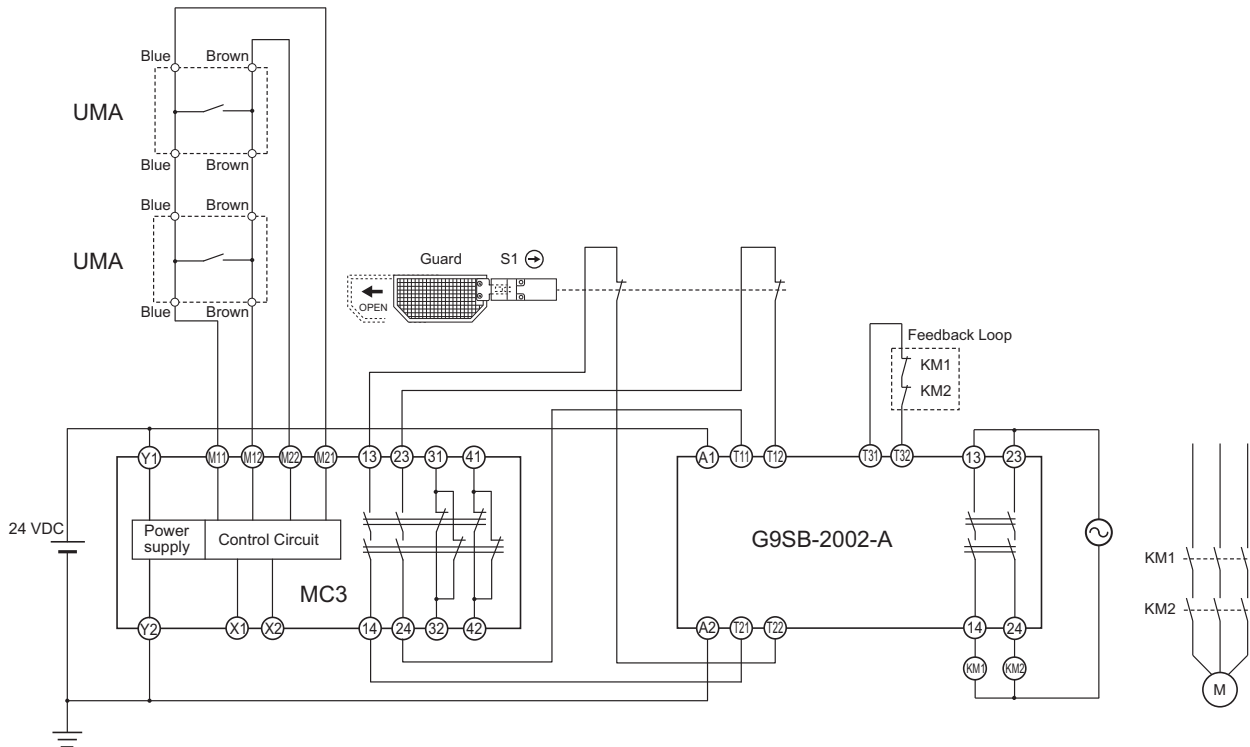 Blue Brown
UMA
Blue Brown
Blue Brown
UMA
Blue Brown
Guard S1
OPEN
Feedback Loop
KM1
KM2
Y1 M11 M12 M22 M21 13 23 31 41
A1 T11 T12 T31 T32 13 23
24 VDC
Power supply
Control Circuit
MC3
G9SB-2002-A
Y2 X1 X2 14 24 32 42
A2 T21 T22 14 24
KM1 KM2
KM1
KM2
M